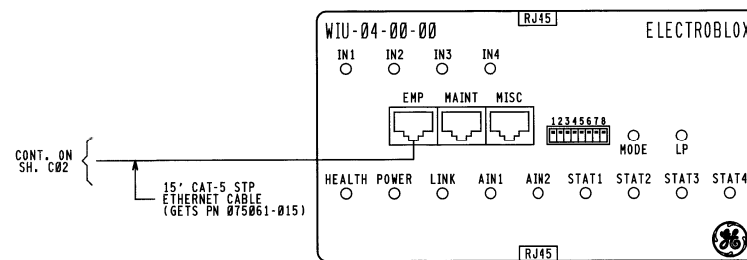 RJ45
WIU-04-00-00 ELECTROBLOX
IN1 IN2 IN3 IN4
EMP MAINT MISC
12345678
MODE LP
CONT. ON
SH. C02
15' CAT-5 STP
ETHERNET CABLE
(GETS PN 075061-015)
HEALTH POWER LINK AIN1 AIN2 STAT1 STAT2 STAT3 STAT4
RJ45
GE